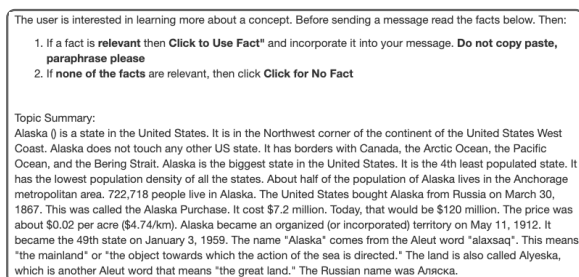 The user is interested in learning more about a concept. Before sending a message read the facts below. Then:
1. If a fact is relevant then Click to Use Fact" and incorporate it into your message. Do not copy paste,
paraphrase please
2. If none of the facts are relevant, then click Click for No Fact
Topic Summary:
Alaska () is a state in the United States. It is in the Northwest corner of the continent of the United States West
Coast. Alaska does not touch any other US state. It has borders with Canada, the Arctic Ocean, the Pacific
Ocean, and the Bering Strait. Alaska is the biggest state in the United States. It is the 4th least populated state. It
has the lowest population density of all the states. About half of the population of Alaska lives in the Anchorage
metropolitan area. 722,718 people live in Alaska. The United States bought Alaska from Russia on March 30,
1867. This was called the Alaska Purchase. It cost $7.2 million. Today, that would be $120 million. The price was
about $0.02 per acre ($4.74/km). Alaska became an organized (or incorporated) territory on May 11, 1912. It
became the 49th state on January 3, 1959. The name "Alaska" comes from the Aleut word "alaxsaq". This means
"the mainland" or "the object towards which the action of the sea is directed." The land is also called Alyeska,
which is another Aleut word that means "the great land." The Russian name was Аляска.